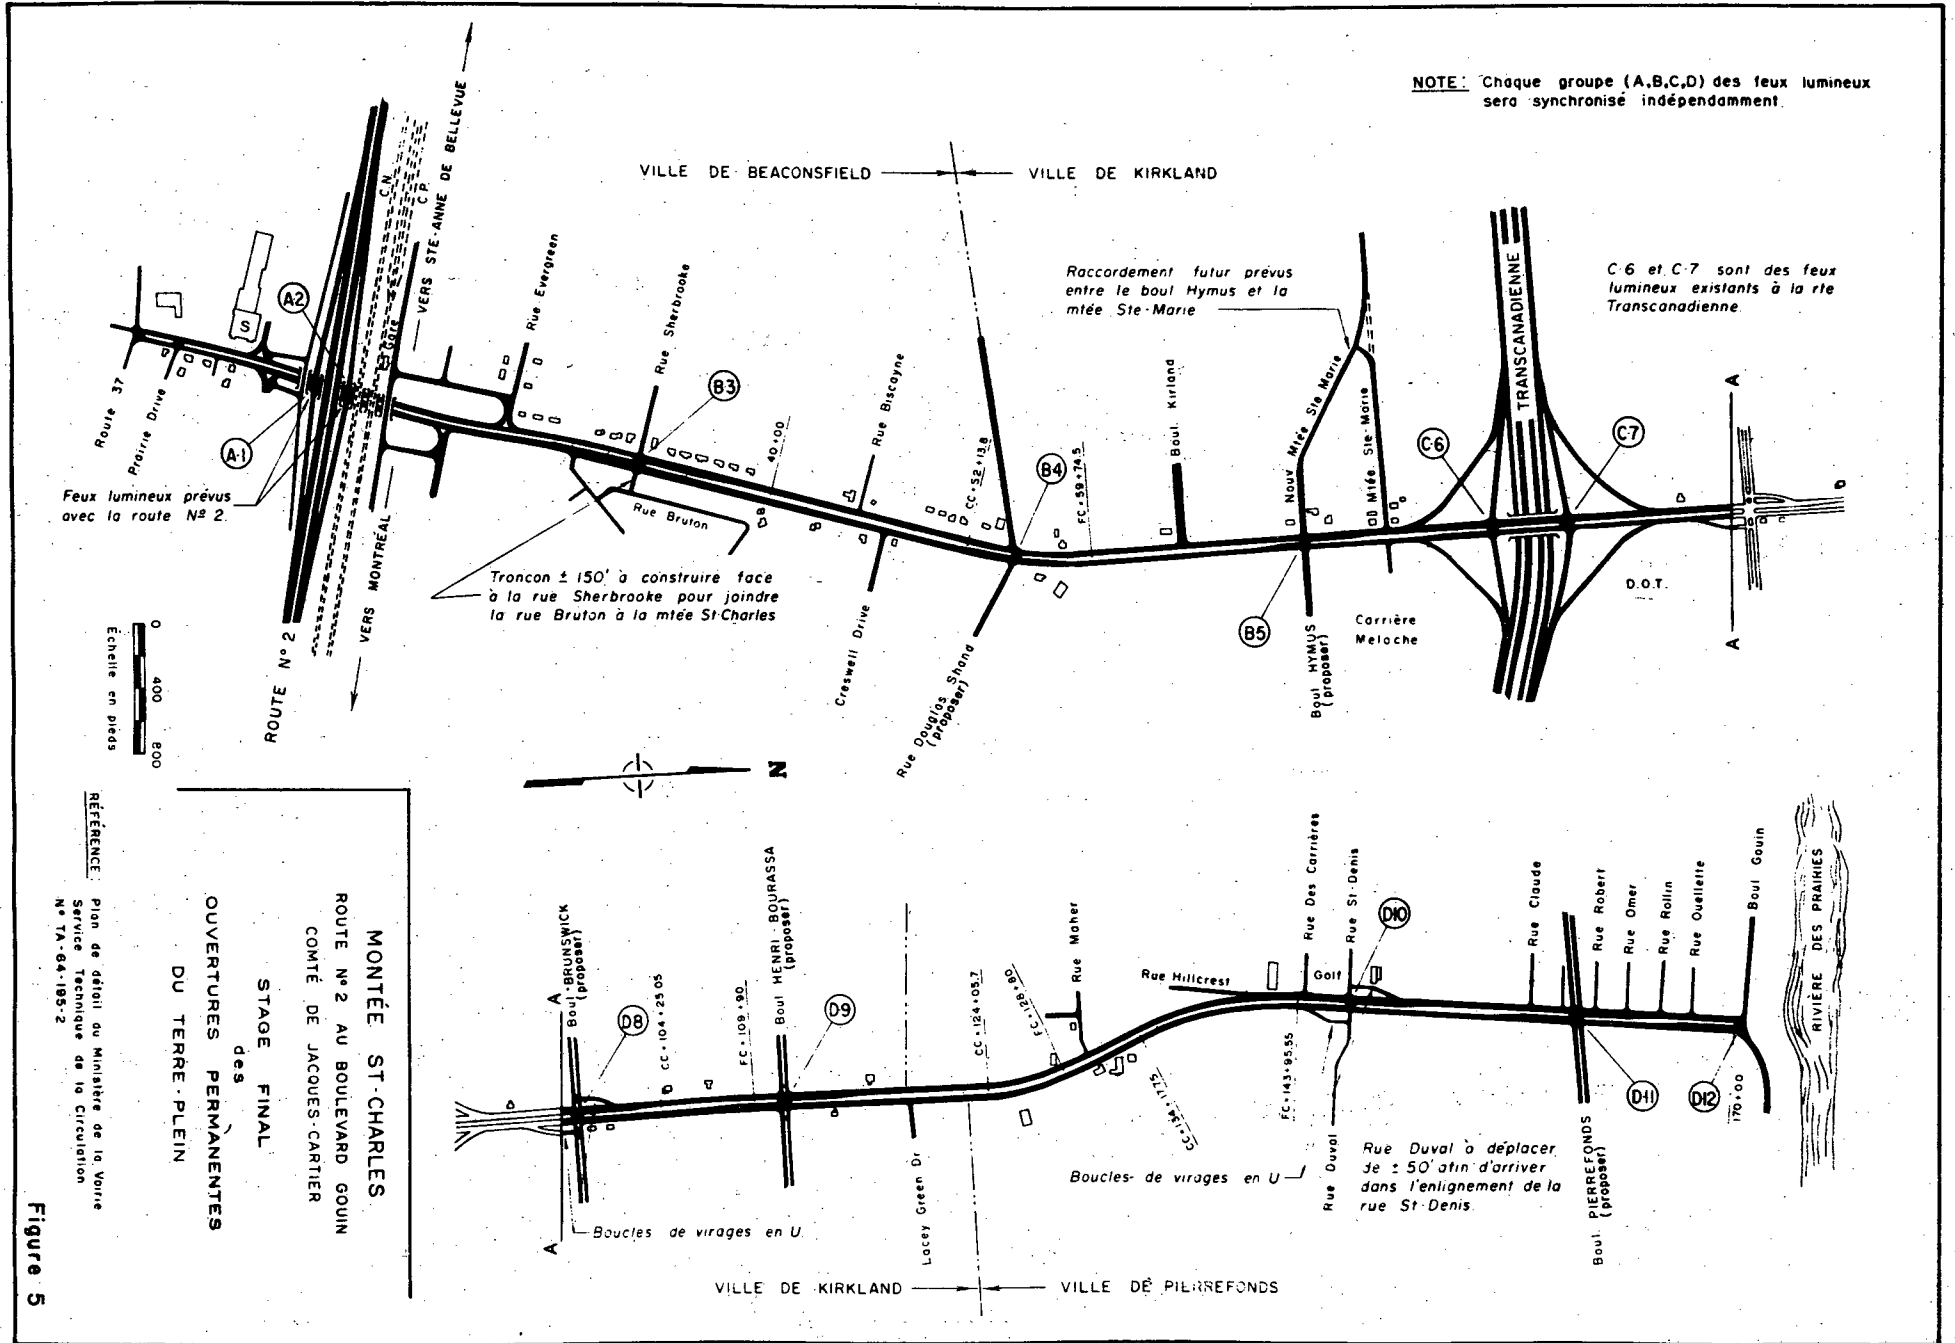 NOTE: Chaque groupe (A,B,C,D) des feux lumineux
sera synchronisé indépendamment.
VILLE DE BEACONSFIELD
VILLE DE KIRKLAND
C.N.
C.P.
VERS STE-ANNE DE BELLEVUE
Raccordement futur prévus
entre le boul Hymus et la
mtée Ste-Marie
TRANSCANADIENNE
C-6 et C-7 sont des feux
lumineux existants à la rte
Transcanadienne.
S
A-2
Gare
Rue Evergreen
Rue Sherbrooke
B3
40+00
Rue Biscayne
CC=52+13.8
B4
FC=59+74.5
Boul. Kirland
Nouv Mtée Ste Marie
Mtée Ste-Marie
C-6
C-7
A
Route 37
Prairie Drive
A-1
Feux lumineux prévus
avec la route Nº 2.
Rue Bruton
Troncon ± 150' à construire face
à la rue Sherbrooke pour joindre
la rue Bruton à la mtée St-Charles
VERS MONTRÉAL
ROUTE Nº 2
Creswell Drive
Rue Douglas Shand
(proposer)
B5
Boul HYMUS
(proposer)
Carrière
Meloche
D.O.T.
A
0
400
800
Échelle en pieds
N
A
Boul-BRUNSWICK
(proposer)
D8
CC=104+25.05
FC=109+90
Boul HENRI-BOURASSA
(proposer)
D9
CC=124+05.7
FC=128+80
Rue Maher
Rue Hillcrest
Rue Des Carrières
Golf
Rue St-Denis
D10
Rue Claude
Rue Robert
Rue Omer
Rue Rollin
Rue Ouellette
Boul Gouin
RIVIÈRE DES PRAIRIES
A
Boucles de virages en U.
Lacey Green Dr
CC=134+17.75
FC=143+95.55
Boucles de virages en U
Rue Duval
Rue Duval à déplacer
de ± 50' afin d'arriver
dans l'enlignement de la
rue St-Denis.
D-11
D12
170+00
Boul PIERREFONDS
(proposer)
VILLE DE KIRKLAND
VILLE DE PIERREFONDS
MONTÉE ST-CHARLES
ROUTE Nº 2 AU BOULEVARD GOUIN
COMTÉ DE JACQUES-CARTIER
STAGE FINAL
des
OUVERTURES PERMANENTES
DU TERRE-PLEIN
RÉFÉRENCE: Plan de détail du Ministère de la Voirie
Service Technique de la Circulation
Nº TA-64-195-2
Figure 5